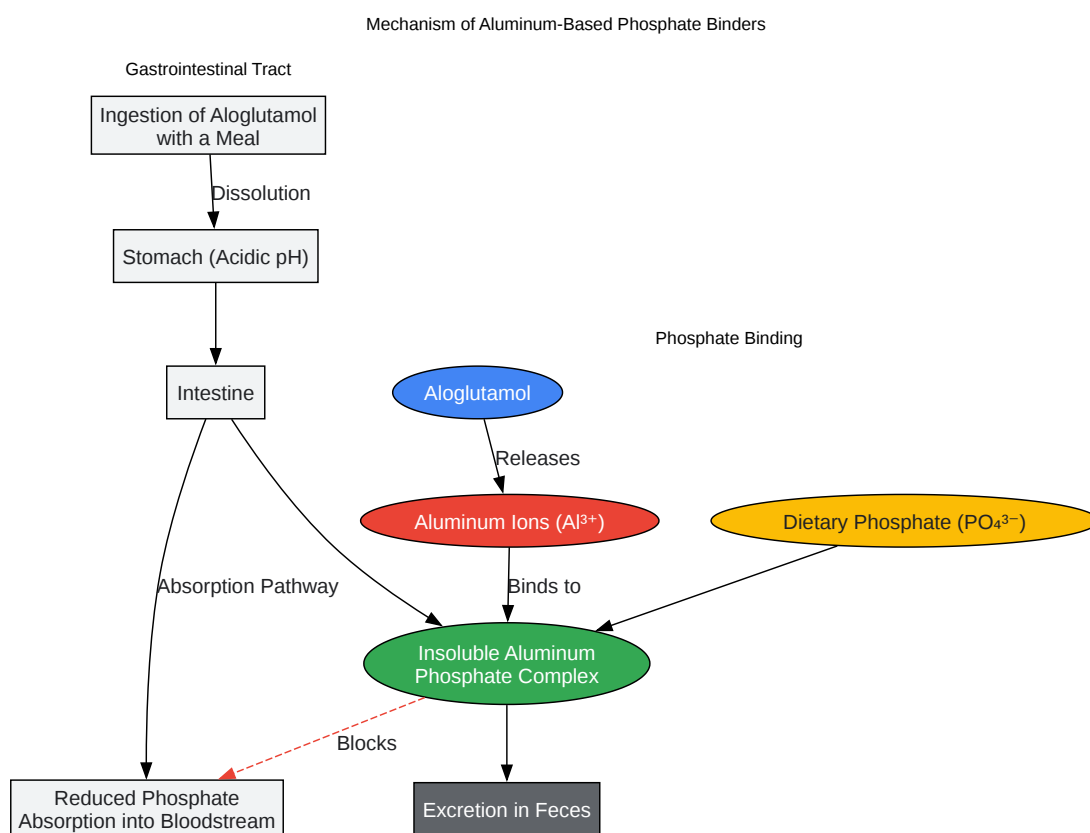 Mechanism of Aluminum-Based Phosphate Binders
Gastrointestinal Tract
Ingestion of Aloglutamol
with a Meal
Dissolution
Stomach (Acidic pH)
Phosphate Binding
Intestine
Aloglutamol
Releases
Aluminum Ions (Al³⁺)
Dietary Phosphate (PO₄³⁻)
Absorption Pathway
Binds to
Insoluble Aluminum
Phosphate Complex
Blocks
Reduced Phosphate
Absorption into Bloodstream
Excretion in Feces